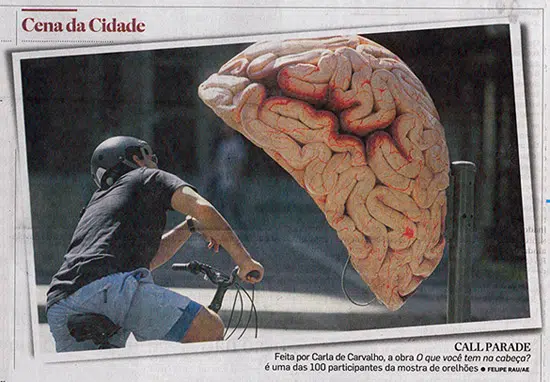 Cena da Cidade
CALL PARADE
Feita por Carla de Carvalho, a obra O que você tem na cabeça?
é uma das 100 participantes da mostra de orelhões ● FELIPE RAU/AE